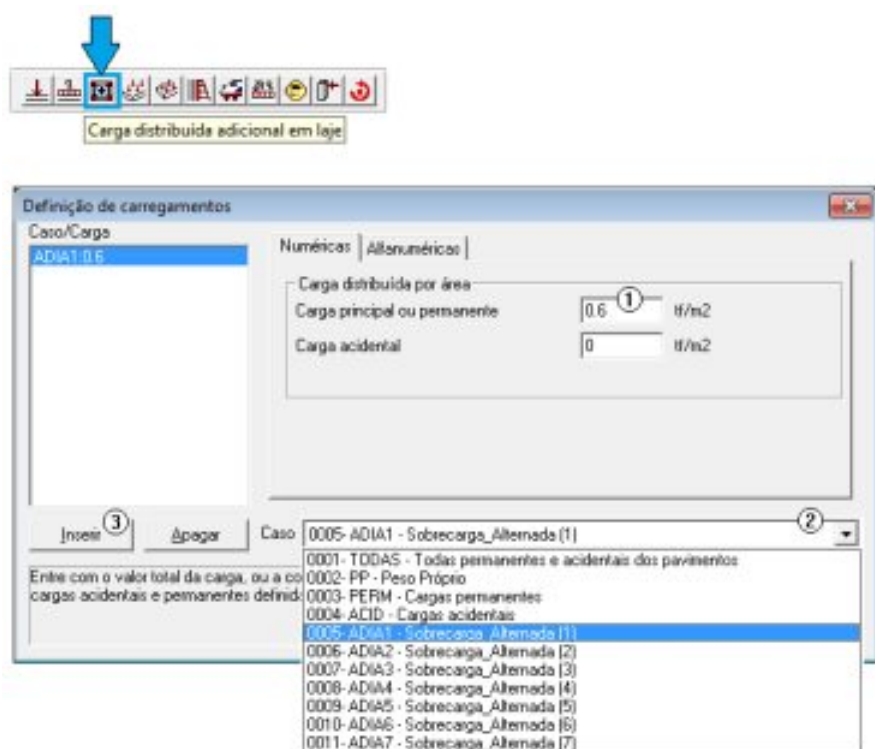 Carga distribuída adicional em laje
Definição de carregamentos
Caso/Carga
ADIA1:0.6
Numéricas
Alfanuméricas
Carga distribuída por área
Carga principal ou permanente
0.6
1
tf/m2
Carga acidental
0
tf/m2
Inserir
3
Apagar
Caso
0005- ADIA1 - Sobrecarga_Alternada (1)
2
Entre com o valor total da carga, ou a co
cargas acidentais e permanentes definid
0001- TODAS - Todas permanentes e acidentais dos pavimentos
0002- PP - Peso Próprio
0003- PERM - Cargas permanentes
0004- ACID - Cargas acidentais
0005- ADIA1 - Sobrecarga_Alternada (1)
0006- ADIA2 - Sobrecarga_Alternada (2)
0007- ADIA3 - Sobrecarga_Alternada (3)
0008- ADIA4 - Sobrecarga_Alternada (4)
0009- ADIA5 - Sobrecarga_Alternada (5)
0010- ADIA6 - Sobrecarga_Alternada (6)
0011- ADIA7 - Sobrecarga_Alternada (7)